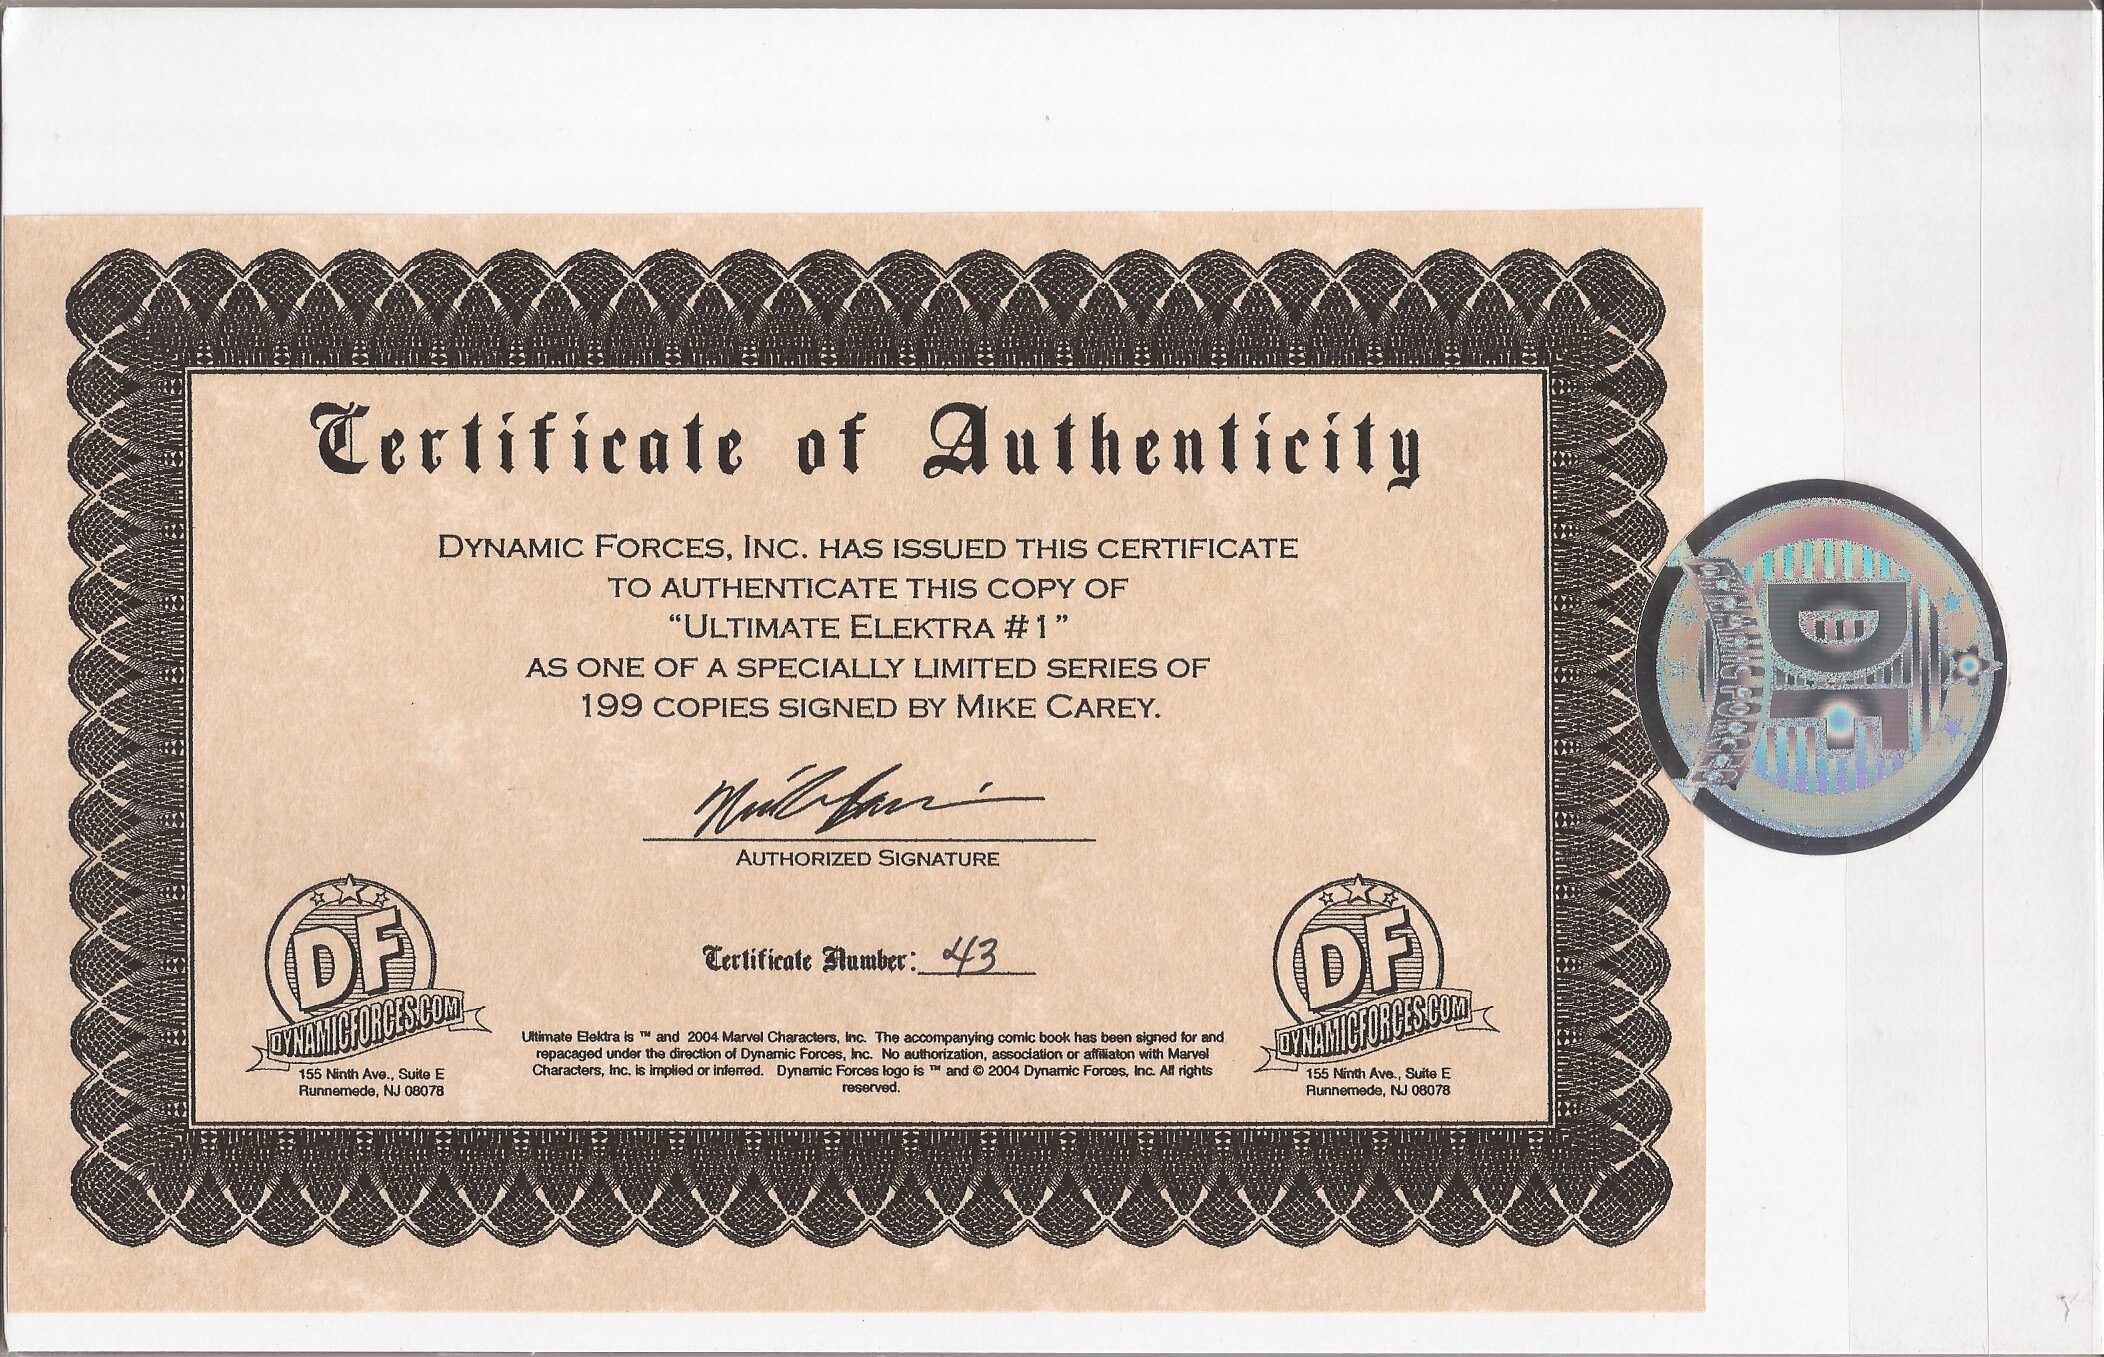 Certificate of Authenticity
DYNAMIC FORCES, INC. HAS ISSUED THIS CERTIFICATE
TO AUTHENTICATE THIS COPY OF
"ULTIMATE ELEKTRA #1"
AS ONE OF A SPECIALLY LIMITED SERIES OF
199 COPIES SIGNED BY MIKE CAREY.
AUTHORIZED SIGNATURE
Certificate Number: 43
DF
DYNAMICFORCES.COM
155 Ninth Ave., Suite E
Runnemede, NJ 08078
Ultimate Elektra is ™ and 2004 Marvel Characters, Inc. The accompanying comic book has been signed for and
repacaged under the direction of Dynamic Forces, Inc. No authorization, association or affiliaton with Marvel
Characters, Inc. is implied or inferred. Dynamic Forces logo is ™ and © 2004 Dynamic Forces, Inc. All rights
reserved.
DF
DYNAMICFORCES.COM
155 Ninth Ave., Suite E
Runnemede, NJ 08078
DF
DYNAMIC FORCES